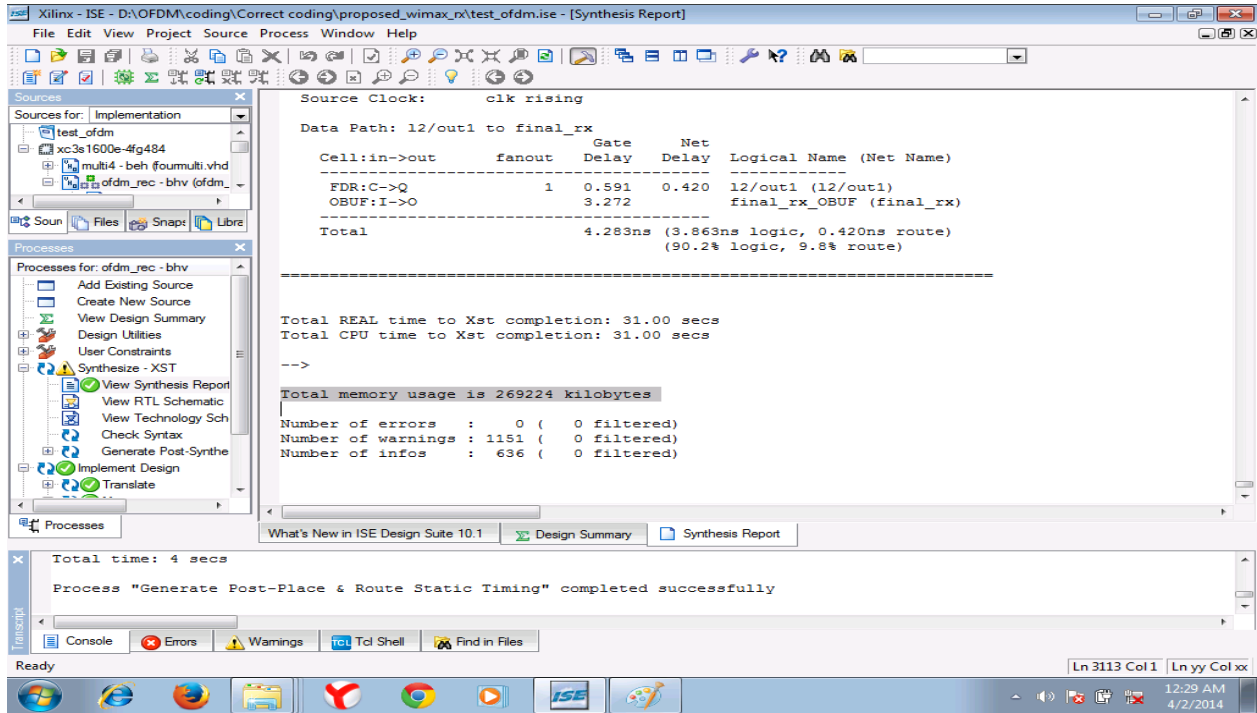 Xilinx - ISE - D:\OFDM\coding\Correct coding\proposed_wimax_rx\test_ofdm.ise - [Synthesis Report]
File Edit View Project Source Process Window Help
Sources
Sources for: Implementation
test_ofdm
xc3s1600e-4fg484
multi4 - beh (fourmulti.vhd
ofdm_rec - bhv (ofdm_
Sour Files Snaps Libra
Processes
Processes for: ofdm_rec - bhv
Add Existing Source
Create New Source
View Design Summary
Design Utilities
User Constraints
Synthesize - XST
View Synthesis Report
View RTL Schematic
View Technology Sch
Check Syntax
Generate Post-Synthe
Implement Design
Translate
Processes
Source Clock: clk rising
Data Path: l2/out1 to final_rx
Gate Net
Cell:in->out fanout Delay Delay Logical Name (Net Name)
---------------------------------------- ------------
FDR:C->Q 1 0.591 0.420 l2/out1 (l2/out1)
OBUF:I->O 3.272 final_rx_OBUF (final_rx)
----------------------------------------
Total 4.283ns (3.863ns logic, 0.420ns route)
(90.2% logic, 9.8% route)
=========================================================================
Total REAL time to Xst completion: 31.00 secs
Total CPU time to Xst completion: 31.00 secs
-->
Total memory usage is 269224 kilobytes
Number of errors : 0 ( 0 filtered)
Number of warnings : 1151 ( 0 filtered)
Number of infos : 636 ( 0 filtered)
What's New in ISE Design Suite 10.1 Design Summary Synthesis Report
Total time: 4 secs
Process "Generate Post-Place & Route Static Timing" completed successfully
Transcript
Console Errors Warnings TCL Tcl Shell Find in Files
Ready Ln 3113 Col 1 Ln yy Col xx
ISE
12:29 AM
4/2/2014